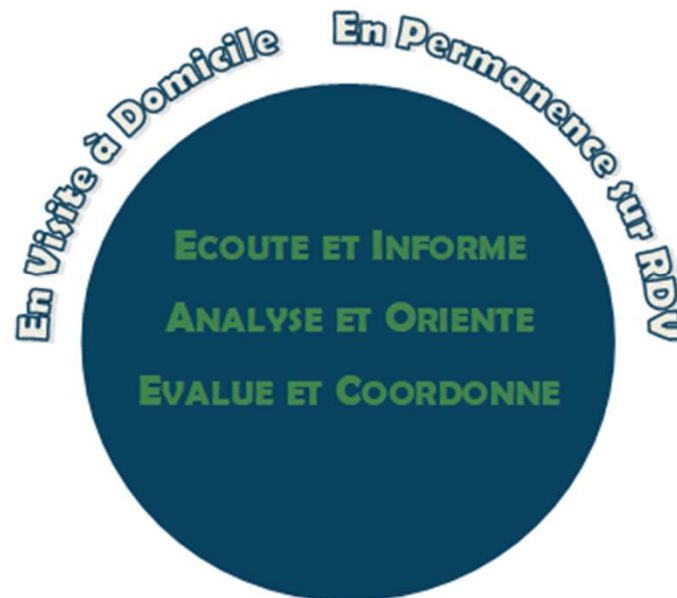 En Visite à Domicile
En Permanence sur RDV
ECOUTE ET INFORME
ANALYSE ET ORIENTE
EVALUE ET COORDONNE